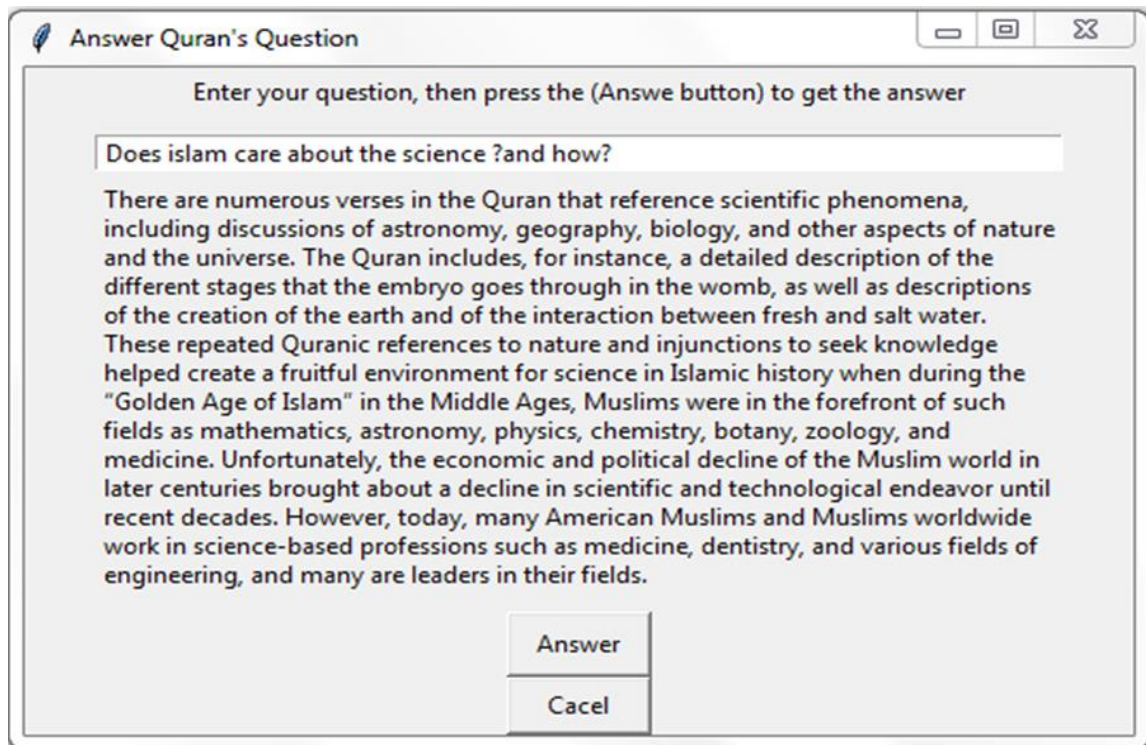 Answer Quran's Question
Enter your question, then press the (Answe button) to get the answer
Does islam care about the science ?and how?
There are numerous verses in the Quran that reference scientific phenomena,
including discussions of astronomy, geography, biology, and other aspects of nature
and the universe. The Quran includes, for instance, a detailed description of the
different stages that the embryo goes through in the womb, as well as descriptions
of the creation of the earth and of the interaction between fresh and salt water.
These repeated Quranic references to nature and injunctions to seek knowledge
helped create a fruitful environment for science in Islamic history when during the
“Golden Age of Islam” in the Middle Ages, Muslims were in the forefront of such
fields as mathematics, astronomy, physics, chemistry, botany, zoology, and
medicine. Unfortunately, the economic and political decline of the Muslim world in
later centuries brought about a decline in scientific and technological endeavor until
recent decades. However, today, many American Muslims and Muslims worldwide
work in science-based professions such as medicine, dentistry, and various fields of
engineering, and many are leaders in their fields.
Answer
Cacel